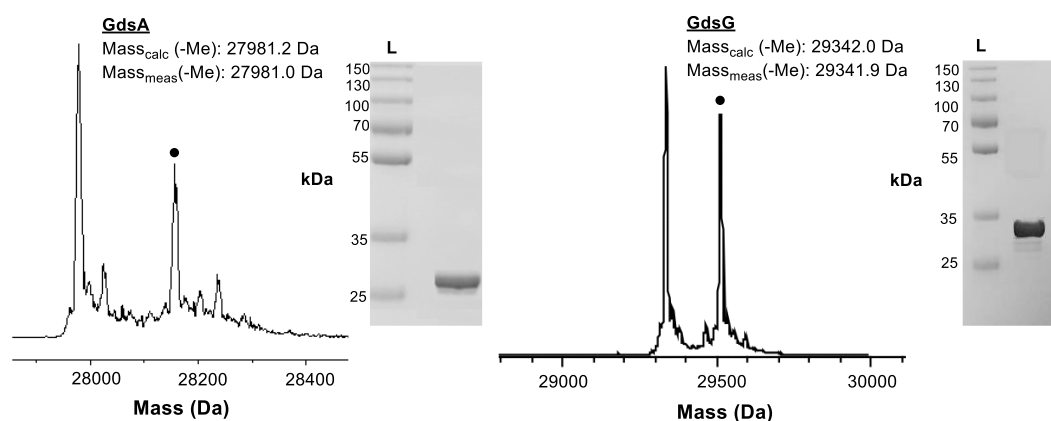 GdsA
Mass_calc (-Me): 27981.2 Da
Mass_meas(-Me): 27981.0 Da
L
150
130
100
70
55
kDa
35
25
28000 28200 28400
Mass (Da)
GdsG
Mass_calc (-Me): 29342.0 Da
Mass_meas(-Me): 29341.9 Da
L
150
130
100
70
55
kDa
35
25
29000 29500 30000
Mass (Da)